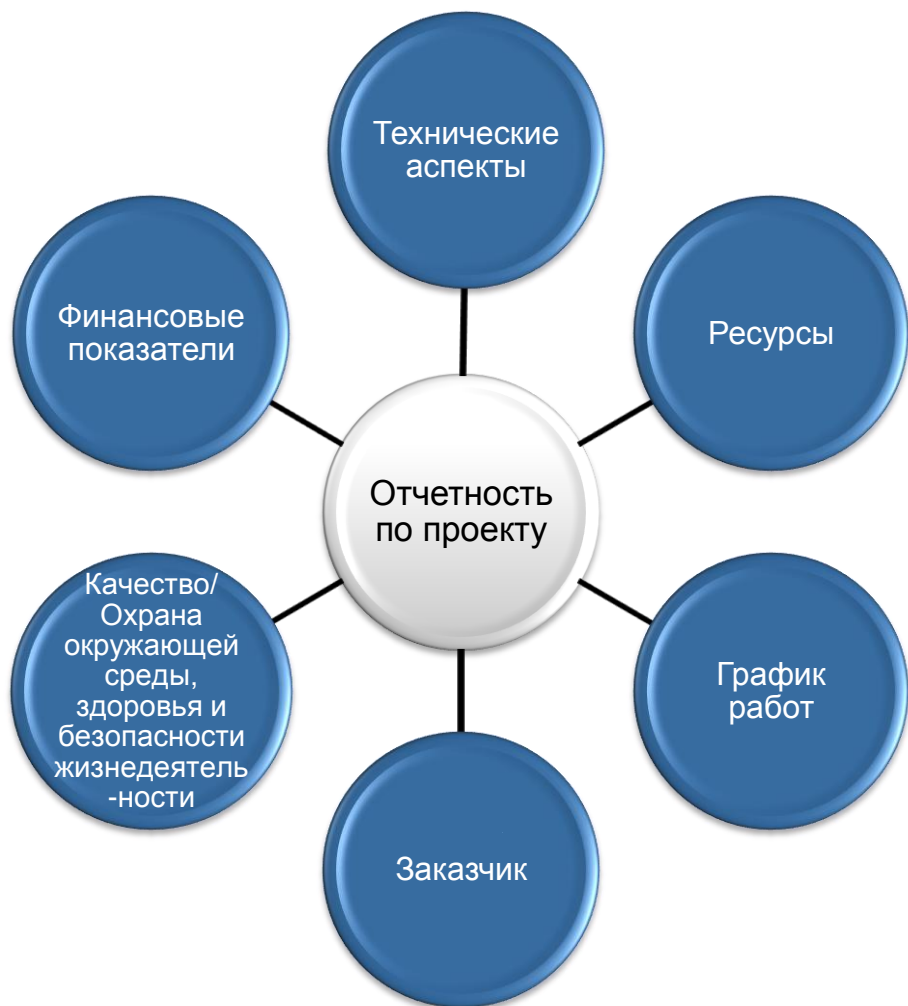 Технические
аспекты
Финансовые
показатели
Ресурсы
Отчетность
по проекту
Качество/
Охрана
окружающей
среды,
здоровья и
безопасности
жизнедеятель
-ности
График
работ
Заказчик